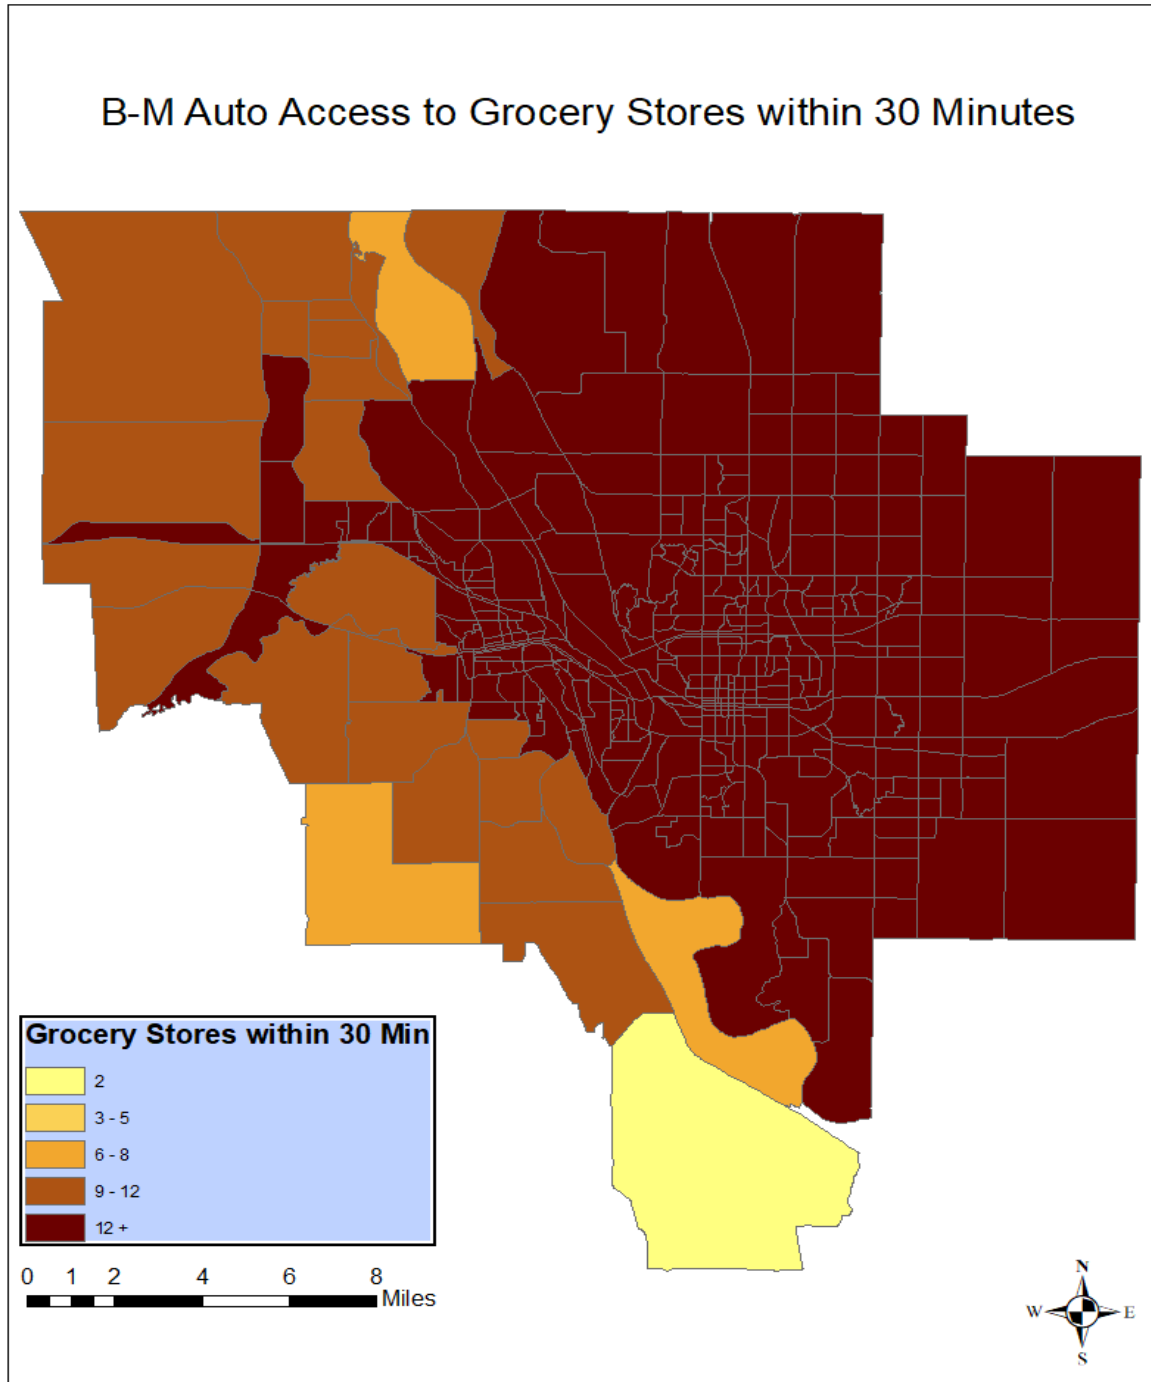 B-M Auto Access to Grocery Stores within 30 Minutes
Grocery Stores within 30 Min
2
3 - 5
6 - 8
9 - 12
12 +
0 1 2 4 6 8
Miles
N
W E
S